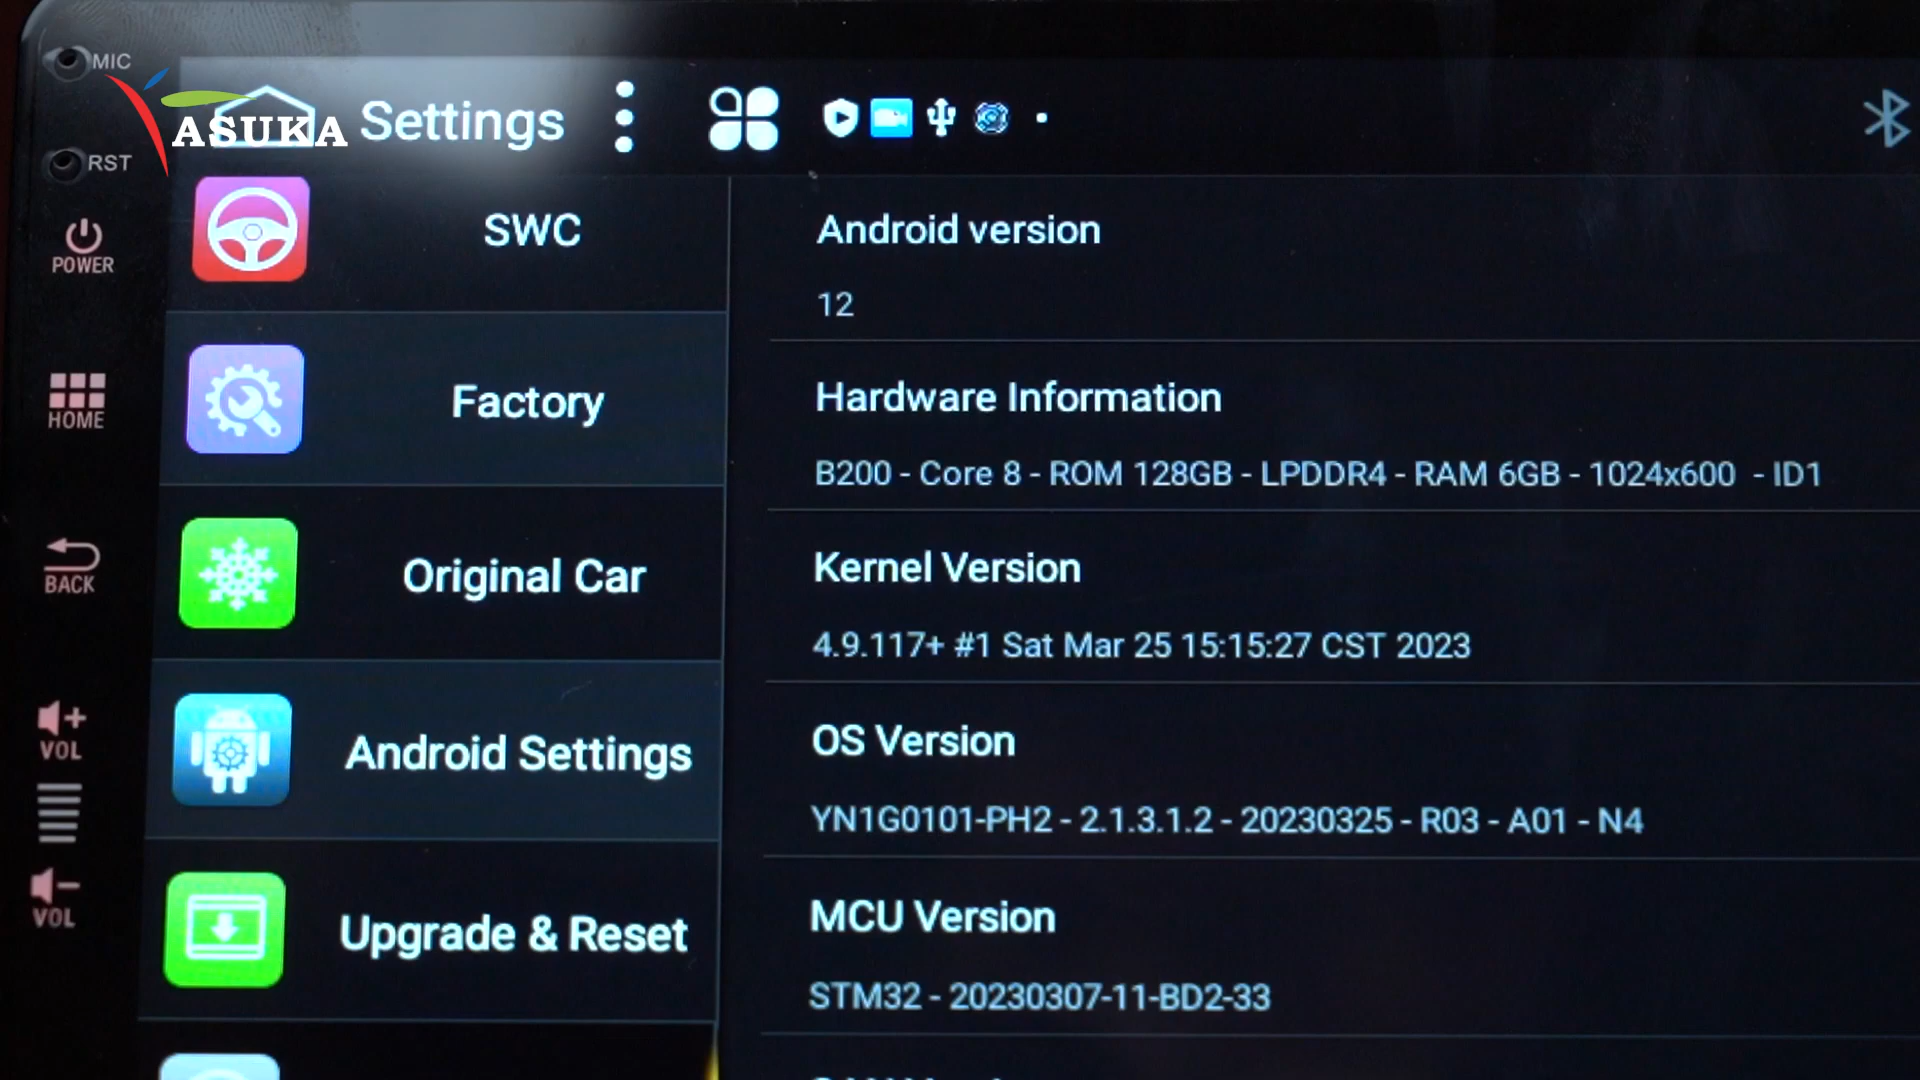 MIC
ASUKA
Settings
RST
POWER
HOME
BACK
VOL
VOL
SWC
Factory
Original Car
Android Settings
Upgrade & Reset
Android version
12
Hardware Information
B200 - Core 8 - ROM 128GB - LPDDR4 - RAM 6GB - 1024x600 - ID1
Kernel Version
4.9.117+ #1 Sat Mar 25 15:15:27 CST 2023
OS Version
YN1G0101-PH2 - 2.1.3.1.2 - 20230325 - R03 - A01 - N4
MCU Version
STM32 - 20230307-11-BD2-33